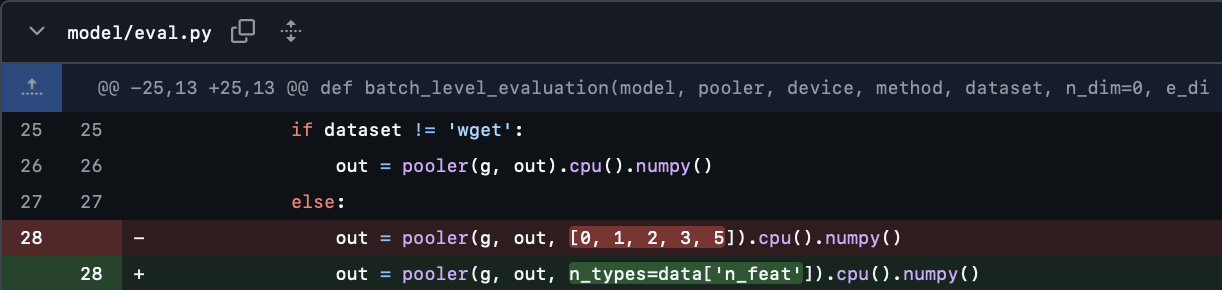 model/eval.py
@@ -25,13 +25,13 @@ def batch_level_evaluation(model, pooler, device, method, dataset, n_dim=0, e_di
25 25 if dataset != 'wget':
26 26 out = pooler(g, out).cpu().numpy()
27 27 else:
28 - out = pooler(g, out, [0, 1, 2, 3, 5]).cpu().numpy()
28 + out = pooler(g, out, n_types=data['n_feat']).cpu().numpy()